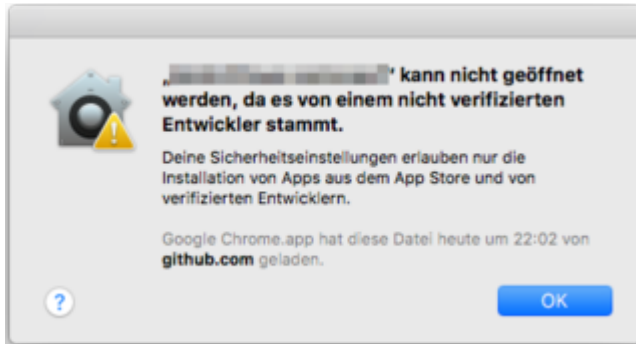 „ “ kann nicht geöffnet
werden, da es von einem nicht verifizierten
Entwickler stammt.
Deine Sicherheitseinstellungen erlauben nur die
Installation von Apps aus dem App Store und von
verifizierten Entwicklern.
Google Chrome.app hat diese Datei heute um 22:02 von
github.com geladen.
? OK